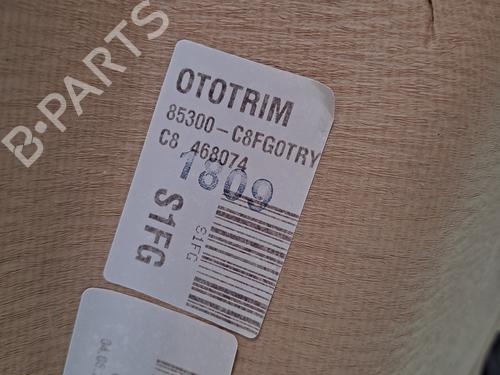 B-PARTS
OTOTRIM
85300-C8FG0TRY
C8 468074
1809
S1FG
S1FG